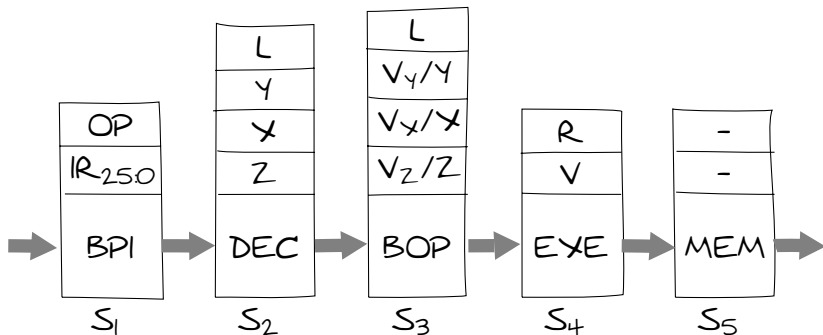 OP
IR25:0
BPI
S1
L
Y
X
Z
DEC
S2
L
VY/Y
VX/X
VZ/Z
BOP
S3
R
V
EXE
S4
-
-
MEM
S5